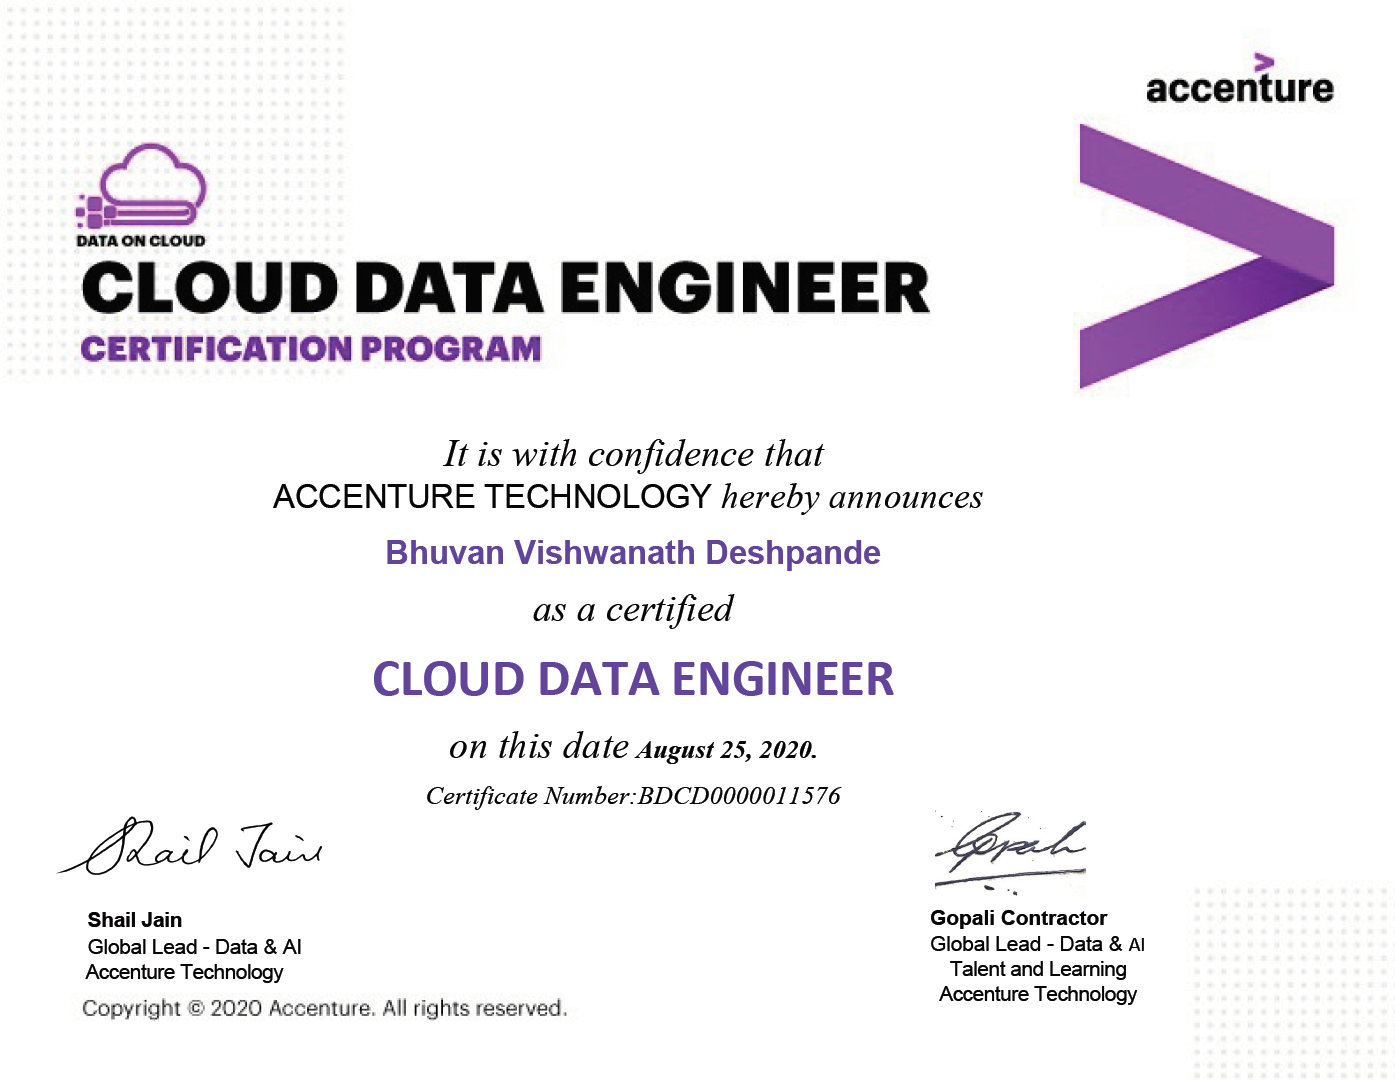 accenture
DATA ON CLOUD
CLOUD DATA ENGINEER
CERTIFICATION PROGRAM
It is with confidence that
ACCENTURE TECHNOLOGY hereby announces
Bhuvan Vishwanath Deshpande
as a certified
CLOUD DATA ENGINEER
on this date August 25, 2020.
Certificate Number:BDCD0000011576
Shail Jain
Shail Jain
Global Lead - Data & AI
Accenture Technology
Copyright © 2020 Accenture. All rights reserved.
Gopali Contractor
Global Lead - Data & AI
Talent and Learning
Accenture Technology